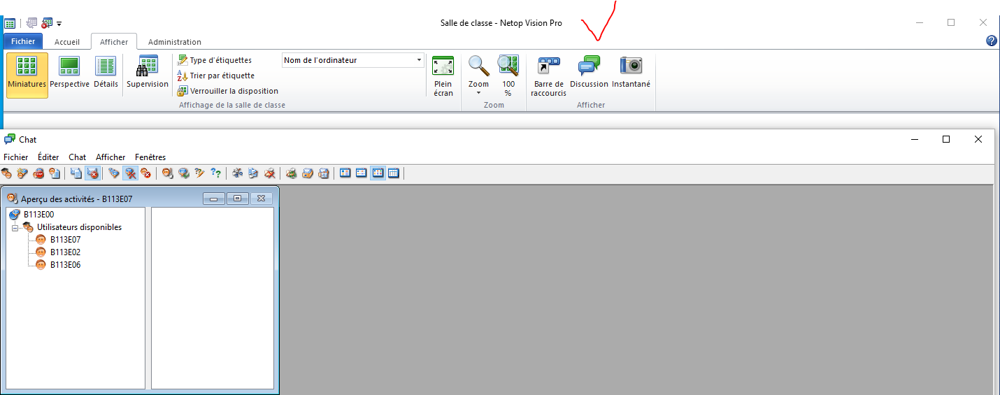 Salle de classe - Netop Vision Pro
Fichier Accueil Afficher Administration
Miniatures Perspective Détails Supervision
Type d'étiquettes Nom de l'ordinateur
Trier par étiquette
Verrouiller la disposition
Affichage de la salle de classe
Plein écran
Zoom 100 %
Zoom
Barre de raccourcis Discussion Instantané
Afficher
Chat
Fichier Éditer Chat Afficher Fenêtres
Aperçu des activités - B113E07
B113E00
Utilisateurs disponibles
B113E07
B113E02
B113E06